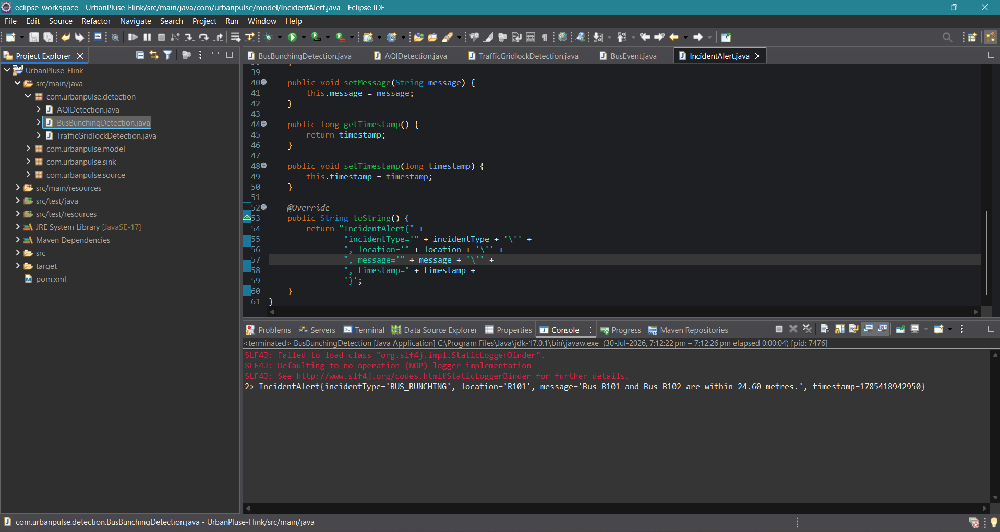 eclipse-workspace - UrbanPluse-Flink/src/main/java/com/urbanpulse/model/IncidentAlert.java - Eclipse IDE
File Edit Source Refactor Navigate Search Project Run Window Help
Project Explorer
UrbanPluse-Flink
src/main/java
com.urbanpulse.detection
AQIDetection.java
BusBunchingDetection.java
TrafficGridlockDetection.java
com.urbanpulse.model
com.urbanpulse.sink
com.urbanpulse.source
src/main/resources
src/test/java
src/test/resources
JRE System Library [JavaSE-17]
Maven Dependencies
src
target
pom.xml
BusBunchingDetection.java AQIDetection.java TrafficGridlockDetection.java BusEvent.java IncidentAlert.java
39
40 public void setMessage(String message) {
41 this.message = message;
42 }
43
44 public long getTimestamp() {
45 return timestamp;
46 }
47
48 public void setTimestamp(long timestamp) {
49 this.timestamp = timestamp;
50 }
51
52 @Override
53 public String toString() {
54 return "IncidentAlert{" +
55 "incidentType='" + incidentType + '\'' +
56 ", location='" + location + '\'' +
57 ", message='" + message + '\'' +
58 ", timestamp=" + timestamp +
59 '}';
60 }
61 }
Problems Servers Terminal Data Source Explorer Properties Console Progress Maven Repositories
<terminated> BusBunchingDetection [Java Application] C:\Program Files\Java\jdk-17.0.1\bin\javaw.exe (30-Jul-2026, 7:12:22 pm – 7:12:26 pm elapsed 0:00:04) [pid: 7476]
SLF4J: Failed to load class "org.slf4j.impl.StaticLoggerBinder".
SLF4J: Defaulting to no-operation (NOP) logger implementation
SLF4J: See http://www.slf4j.org/codes.html#StaticLoggerBinder for further details.
2> IncidentAlert{incidentType='BUS_BUNCHING', location='R101', message='Bus B101 and Bus B102 are within 24.60 metres.', timestamp=1785418942950}
com.urbanpulse.detection.BusBunchingDetection.java - UrbanPluse-Flink/src/main/java